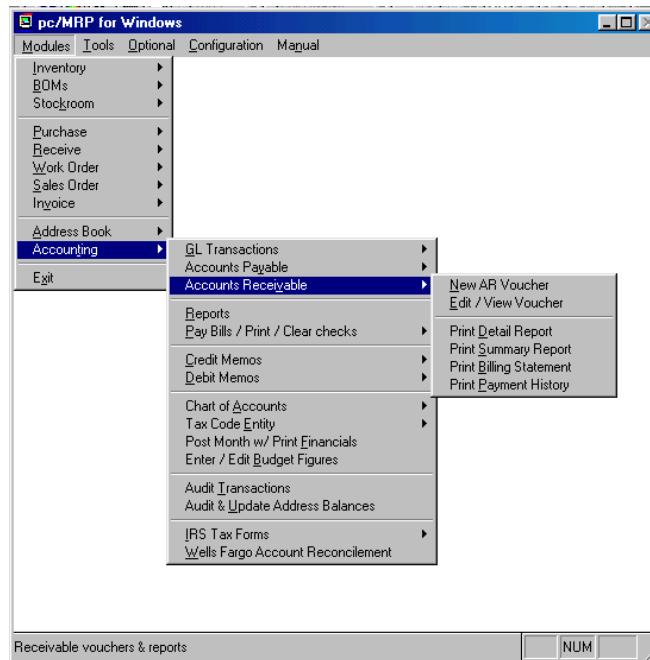 pc/MRP for Windows
Modules Tools Optional Configuration Manual
Inventory
BOMs
Stockroom
Purchase
Receive
Work Order
Sales Order
Invoice
Address Book
Accounting
Exit
GL Transactions
Accounts Payable
Accounts Receivable
Reports
Pay Bills / Print / Clear checks
Credit Memos
Debit Memos
Chart of Accounts
Tax Code Entity
Post Month w/ Print Financials
Enter / Edit Budget Figures
Audit Transactions
Audit & Update Address Balances
IRS Tax Forms
Wells Fargo Account Reconcilement
New AR Voucher
Edit / View Voucher
Print Detail Report
Print Summary Report
Print Billing Statement
Print Payment History
Receivable vouchers & reports NUM